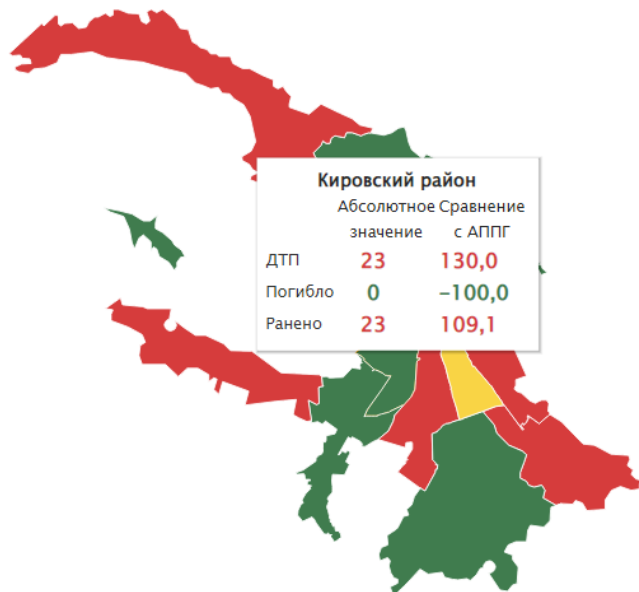 Кировский район
Абсолютное Сравнение
значение с АППГ
ДТП 23 130,0
Погибло 0 –100,0
Ранено 23 109,1